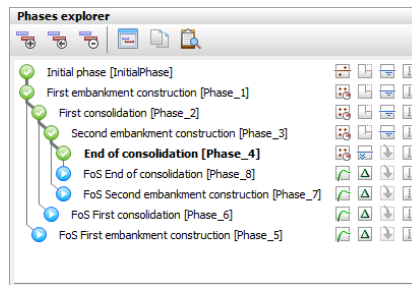 Phases explorer
Initial phase [InitialPhase]
First embankment construction [Phase_1]
First consolidation [Phase_2]
Second embankment construction [Phase_3]
End of consolidation [Phase_4]
FoS End of consolidation [Phase_8]
FoS Second embankment construction [Phase_7]
FoS First consolidation [Phase_6]
FoS First embankment construction [Phase_5]